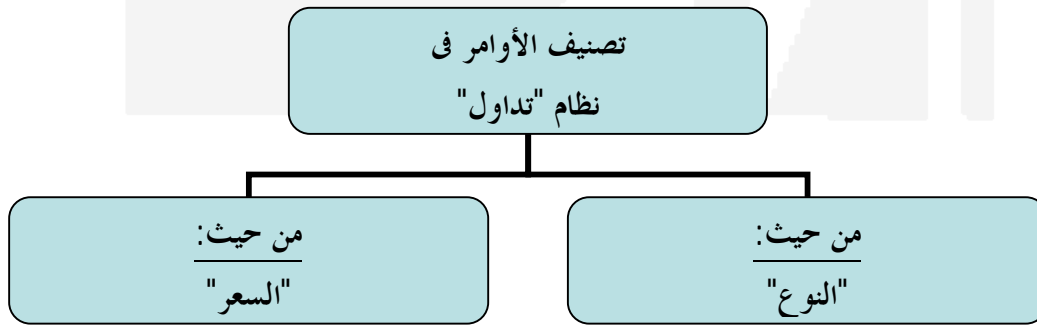 تصنيف الأوامر فى
نظام "تداول"
من حيث:
"النوع"
من حيث:
"السعر"